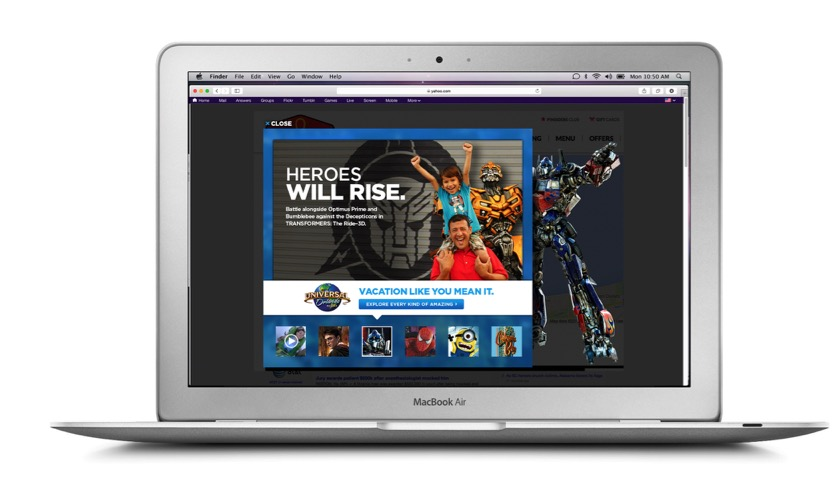 Finder File Edit View Go Window Help
Mon 10:50 AM
yahoo.com
Home Mail Answers Groups Flickr Tumblr Games Live Screen Mobile More
× CLOSE
MENU OFFERS
HEROES
WILL RISE.
Battle alongside Optimus Prime and
Bumblebee against the Decepticons in
TRANSFORMERS: The Ride-3D.
UNIVERSAL
Orlando
VACATION LIKE YOU MEAN IT.
EXPLORE EVERY KIND OF AMAZING >
MacBook Air